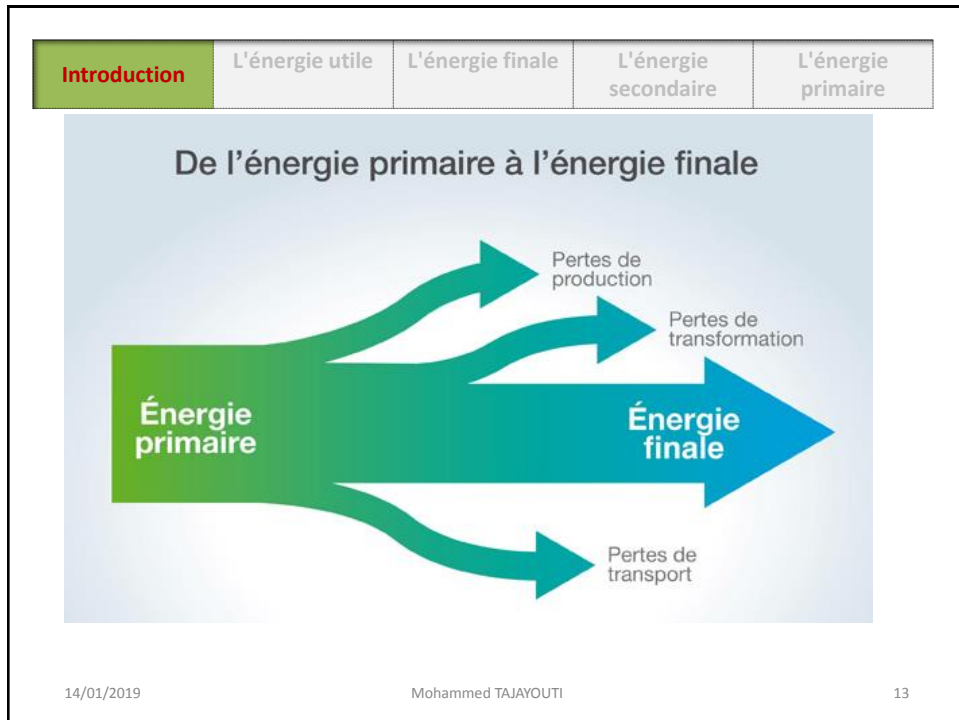 Introduction
L'énergie utile
L'énergie finale
L'énergie
secondaire
L'énergie
primaire
De l'énergie primaire à l'énergie finale
Pertes de
production
Pertes de
transformation
Énergie
primaire
Énergie
finale
Pertes de
transport
14/01/2019
Mohammed TAJAYOUTI
13